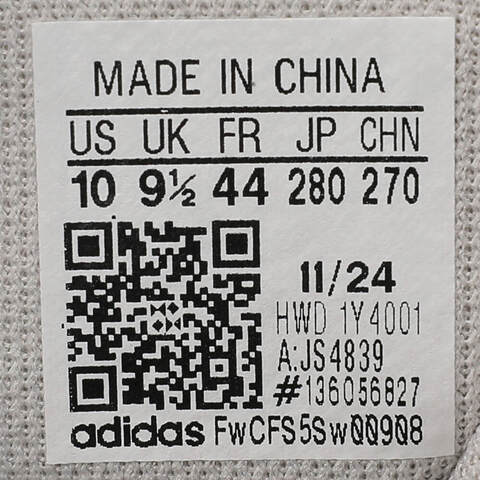 MADE IN CHINA
US UK FR JP CHN
10 9½ 44 280 270
11/24
HWD 1Y4001
A:JS4839
#136056827
adidas FwCFS5Sw00908